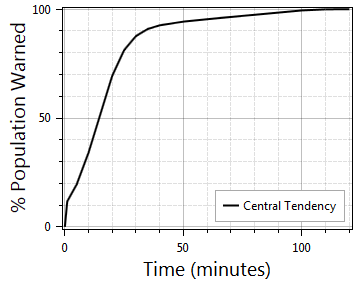 % Population Warned
100
50
0
Central Tendency
0 50 100
Time (minutes)